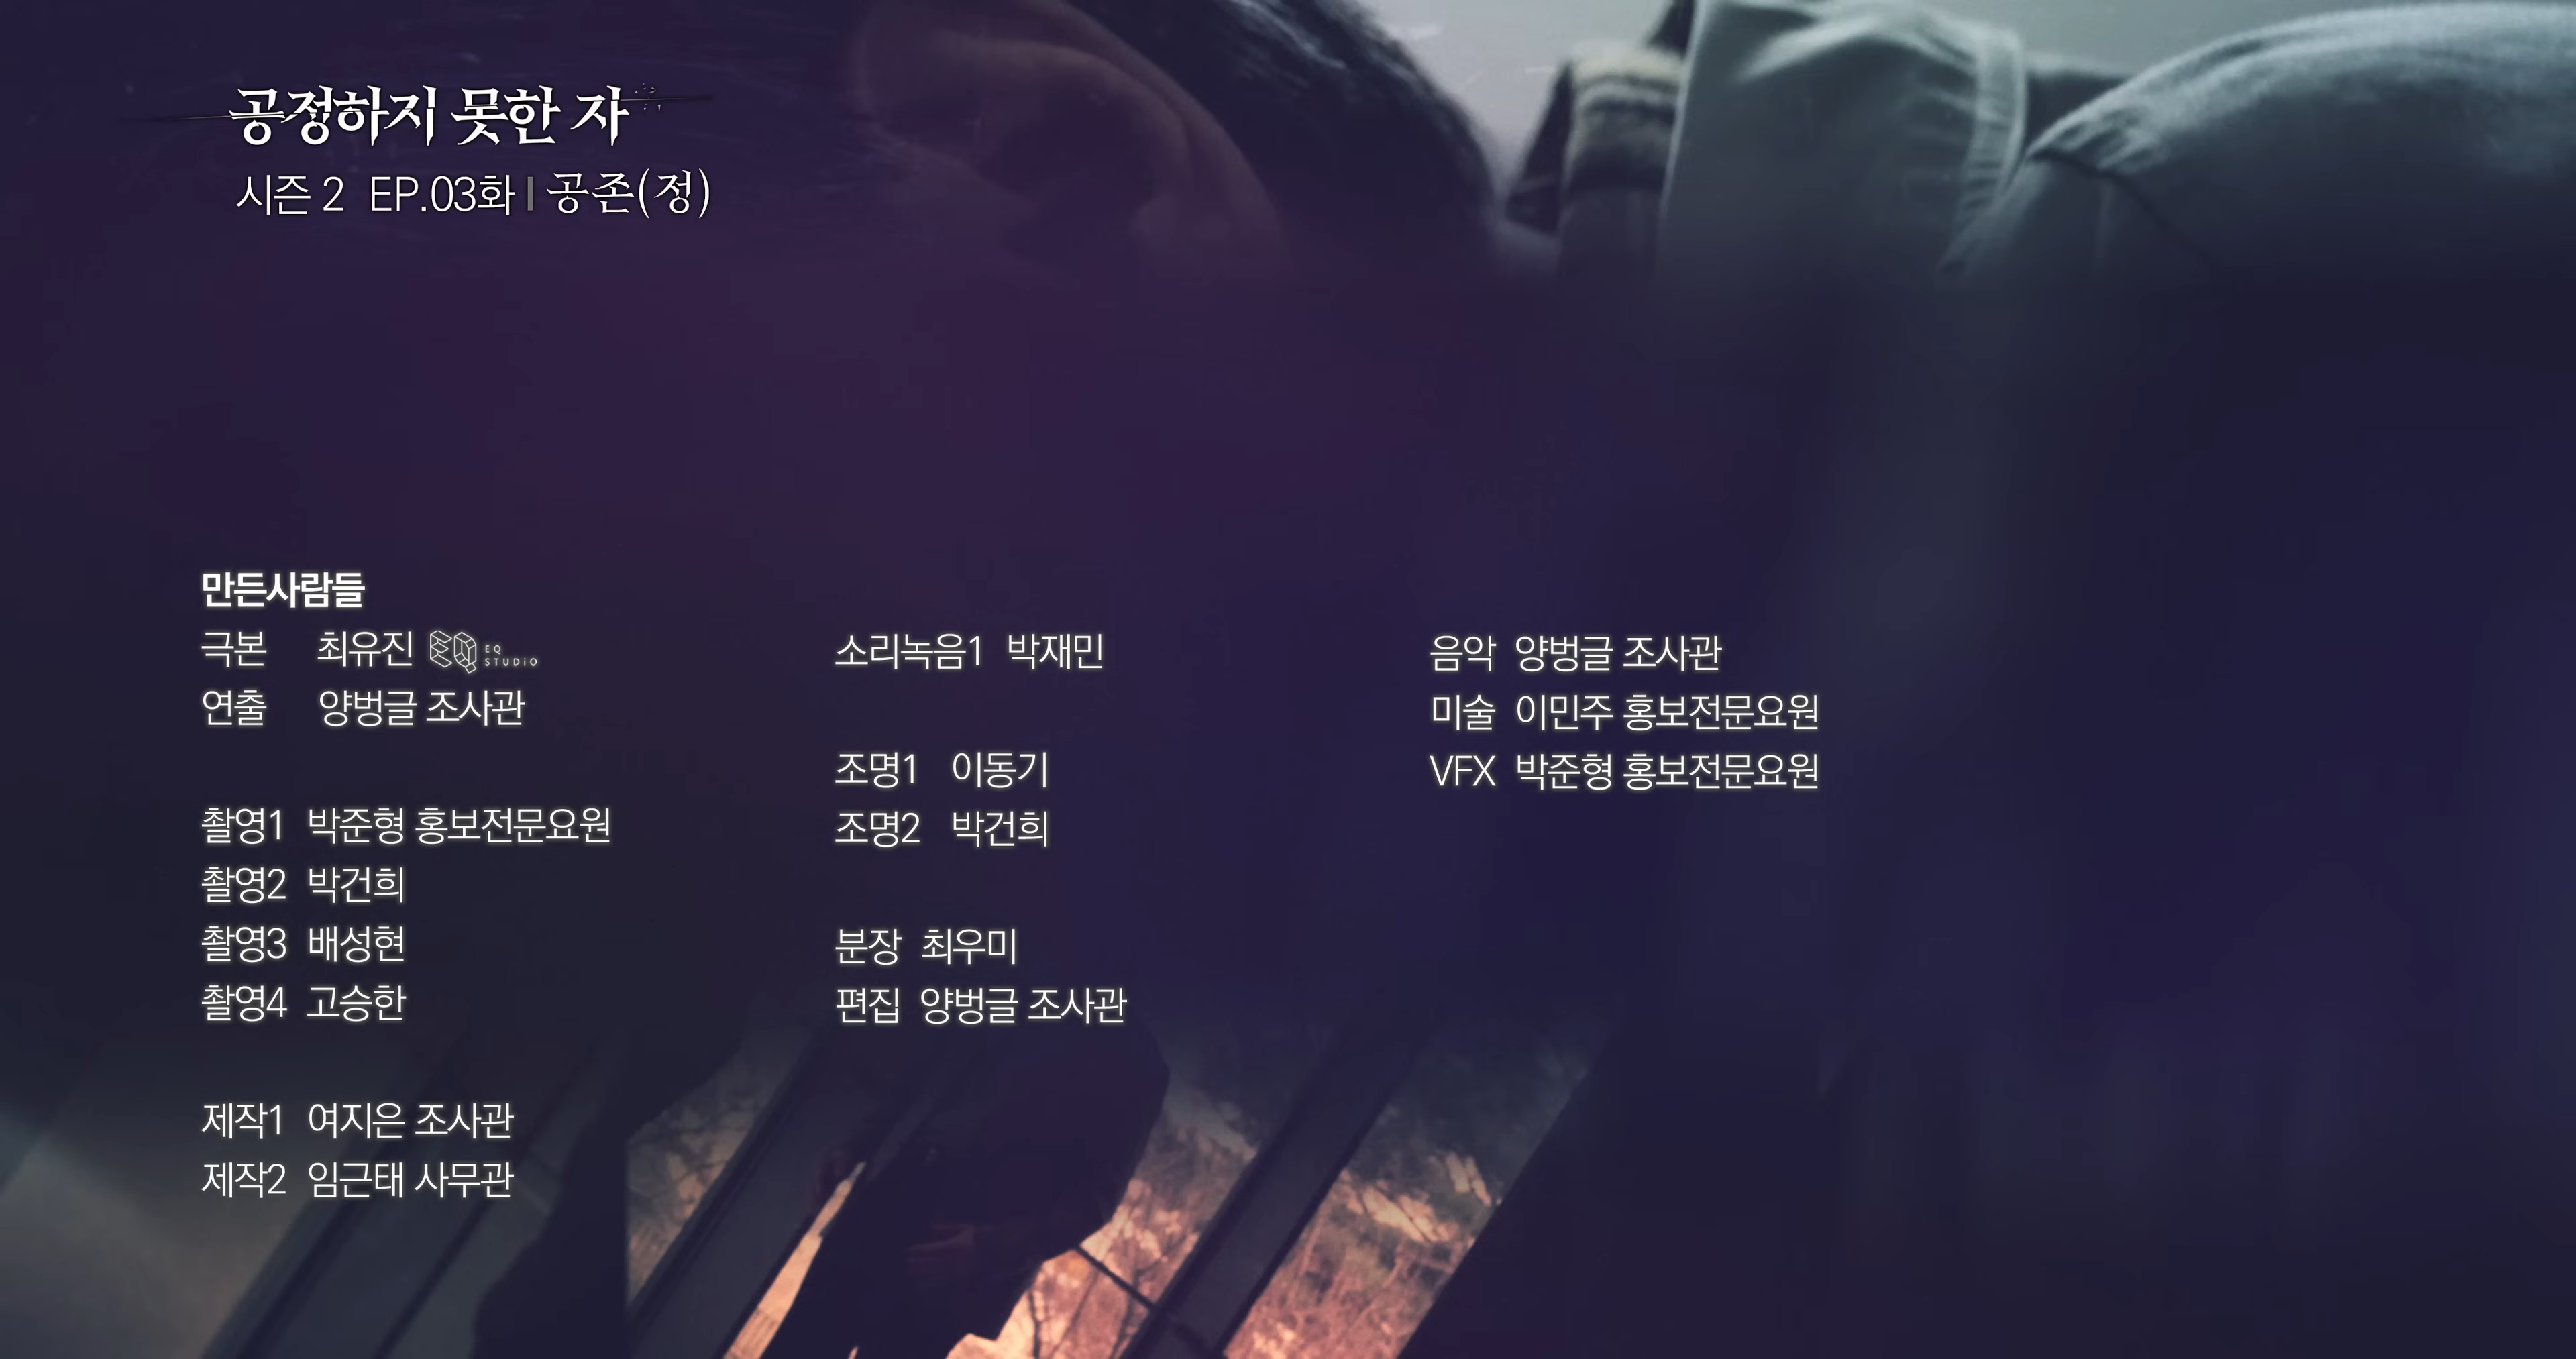 공정하지 못한 자
시즌 2 EP.03화 | 공존(정)
만든사람들
극본 최유진 EQ EQ STUDiO
연출 양벙글 조사관
촬영1 박준형 홍보전문요원
촬영2 박건희
촬영3 배성현
촬영4 고승한
제작1 여지은 조사관
제작2 임근태 사무관
소리녹음1 박재민
조명1 이동기
조명2 박건희
분장 최우미
편집 양벙글 조사관
음악 양벙글 조사관
미술 이민주 홍보전문요원
VFX 박준형 홍보전문요원